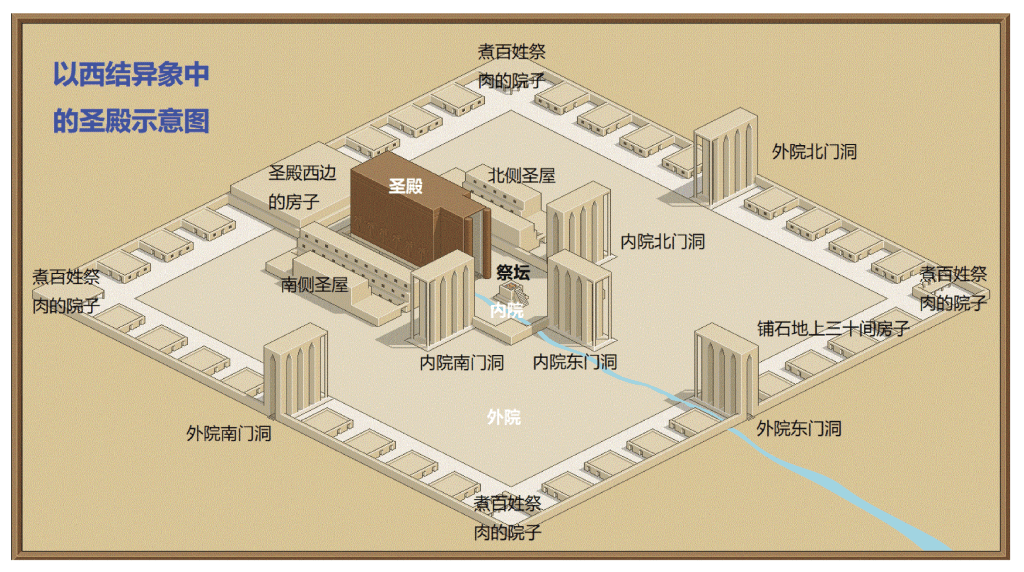 以西结异象中
的圣殿示意图
煮百姓祭
肉的院子
外院北门洞
圣殿西边
的房子
圣殿
北侧圣屋
内院北门洞
煮百姓祭
肉的院子
南侧圣屋
祭坛
内院
煮百姓祭
肉的院子
铺石地上三十间房子
内院南门洞
内院东门洞
外院
外院南门洞
外院东门洞
煮百姓祭
肉的院子